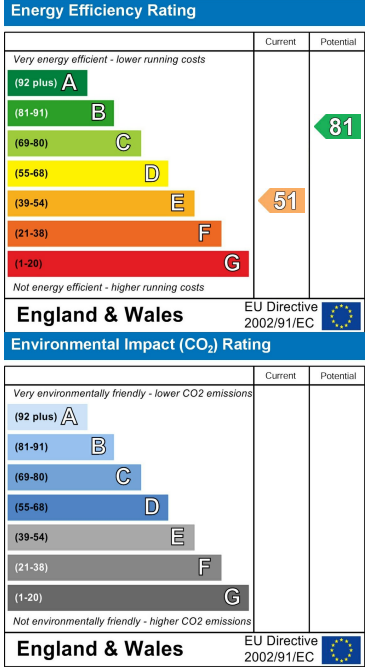 Energy Efficiency Rating
Current Potential
Very energy efficient - lower running costs
(92 plus) A
(81-91) B
81
(69-80) C
(55-68) D
(39-54) E
51
(21-38) F
(1-20) G
Not energy efficient - higher running costs
England & Wales
EU Directive
2002/91/EC
Environmental Impact (CO₂) Rating
Current Potential
Very environmentally friendly - lower CO2 emissions
(92 plus) A
(81-91) B
(69-80) C
(55-68) D
(39-54) E
(21-38) F
(1-20) G
Not environmentally friendly - higher CO2 emissions
England & Wales
EU Directive
2002/91/EC